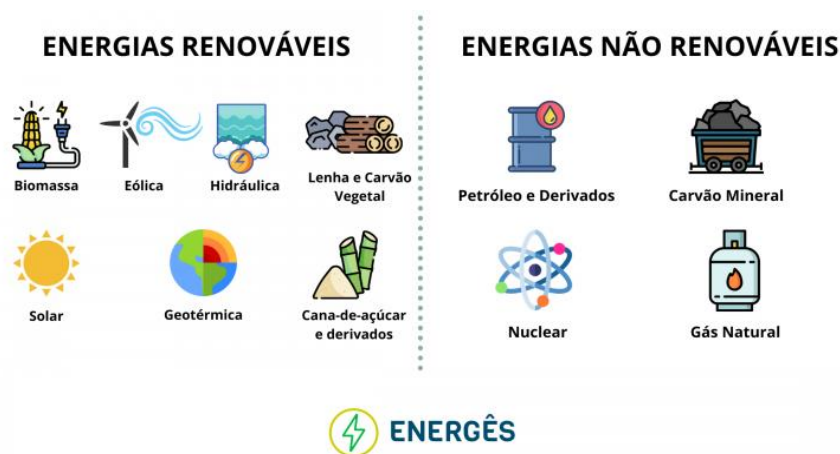 ENERGIAS RENOVÁVEIS
Biomassa
Eólica
Hidráulica
Lenha e Carvão
Vegetal
Solar
Geotérmica
Cana-de-açúcar
e derivados
ENERGIAS NÃO RENOVÁVEIS
Petróleo e Derivados
Carvão Mineral
Nuclear
Gás Natural
ENERGÊS